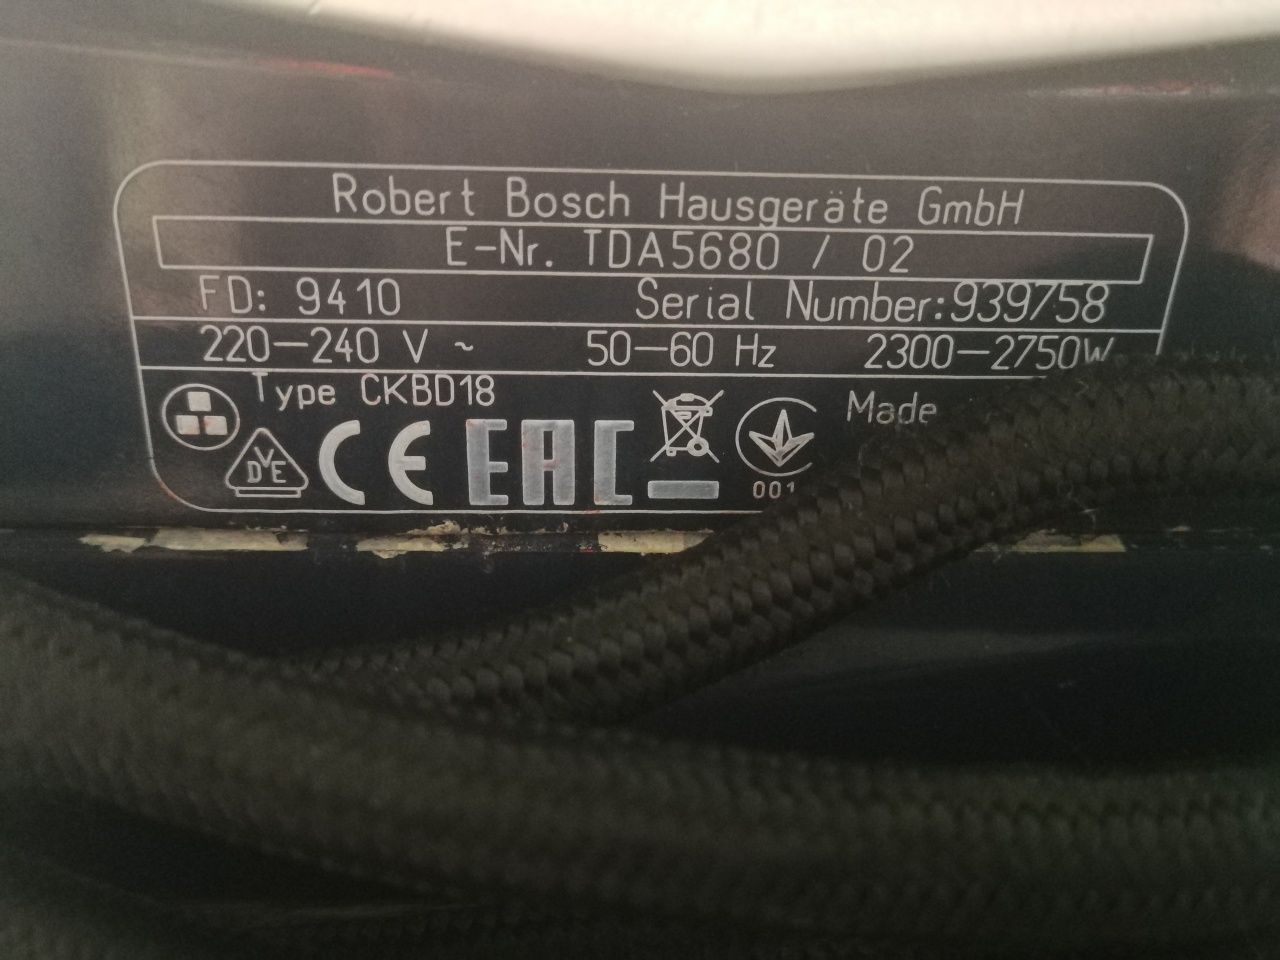 Robert Bosch Hausgeräte GmbH
E-Nr. TDA5680 / 02
FD: 9410 Serial Number:939758
220–240 V ~ 50–60 Hz 2300–2750W
Type CKBD18
Made
DVE
CE EAC
001